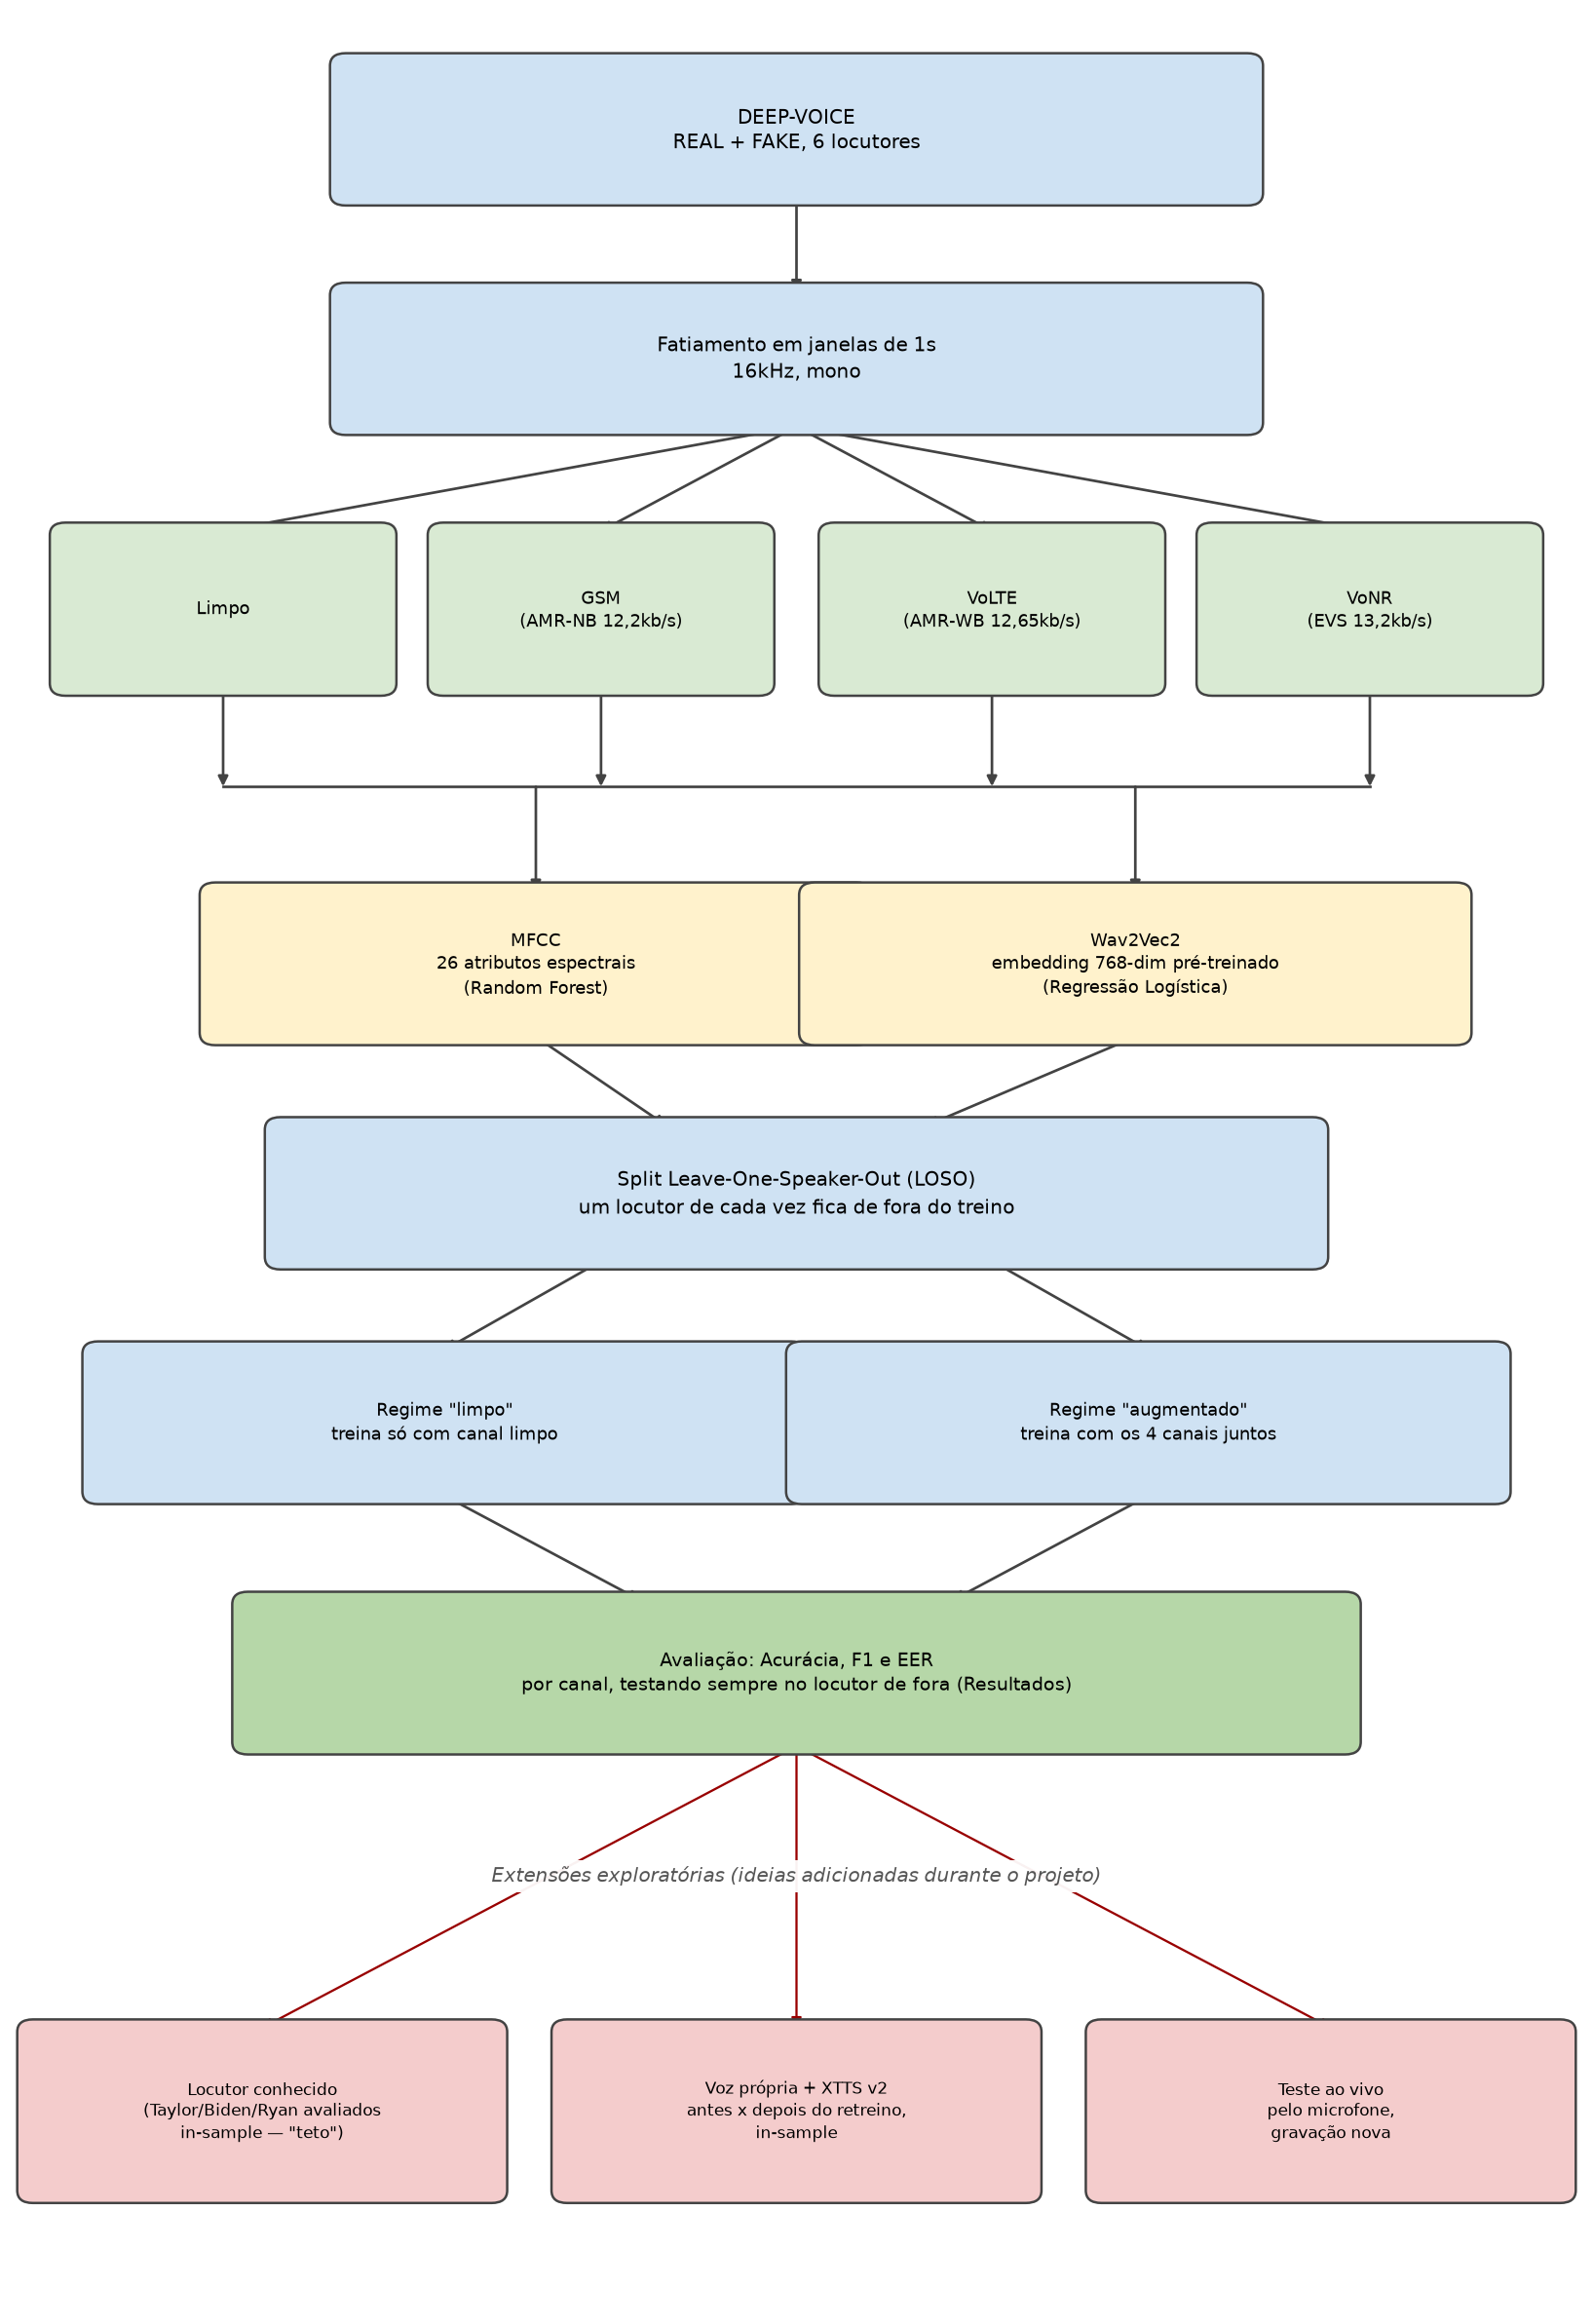 DEEP-VOICE
REAL + FAKE, 6 locutores
Fatiamento em janelas de 1s
16kHz, mono
Limpo
GSM
(AMR-NB 12,2kb/s)
VoLTE
(AMR-WB 12,65kb/s)
VoNR
(EVS 13,2kb/s)
MFCC
26 atributos espectrais
(Random Forest)
Wav2Vec2
embedding 768-dim pré-treinado
(Regressão Logística)
Split Leave-One-Speaker-Out (LOSO)
um locutor de cada vez fica de fora do treino
Regime "limpo"
treina só com canal limpo
Regime "augmentado"
treina com os 4 canais juntos
Avaliação: Acurácia, F1 e EER
por canal, testando sempre no locutor de fora (Resultados)
Extensões exploratórias (ideias adicionadas durante o projeto)
Locutor conhecido
(Taylor/Biden/Ryan avaliados
in-sample — "teto")
Voz própria + XTTS v2
antes x depois do retreino,
in-sample
Teste ao vivo
pelo microfone,
gravação nova